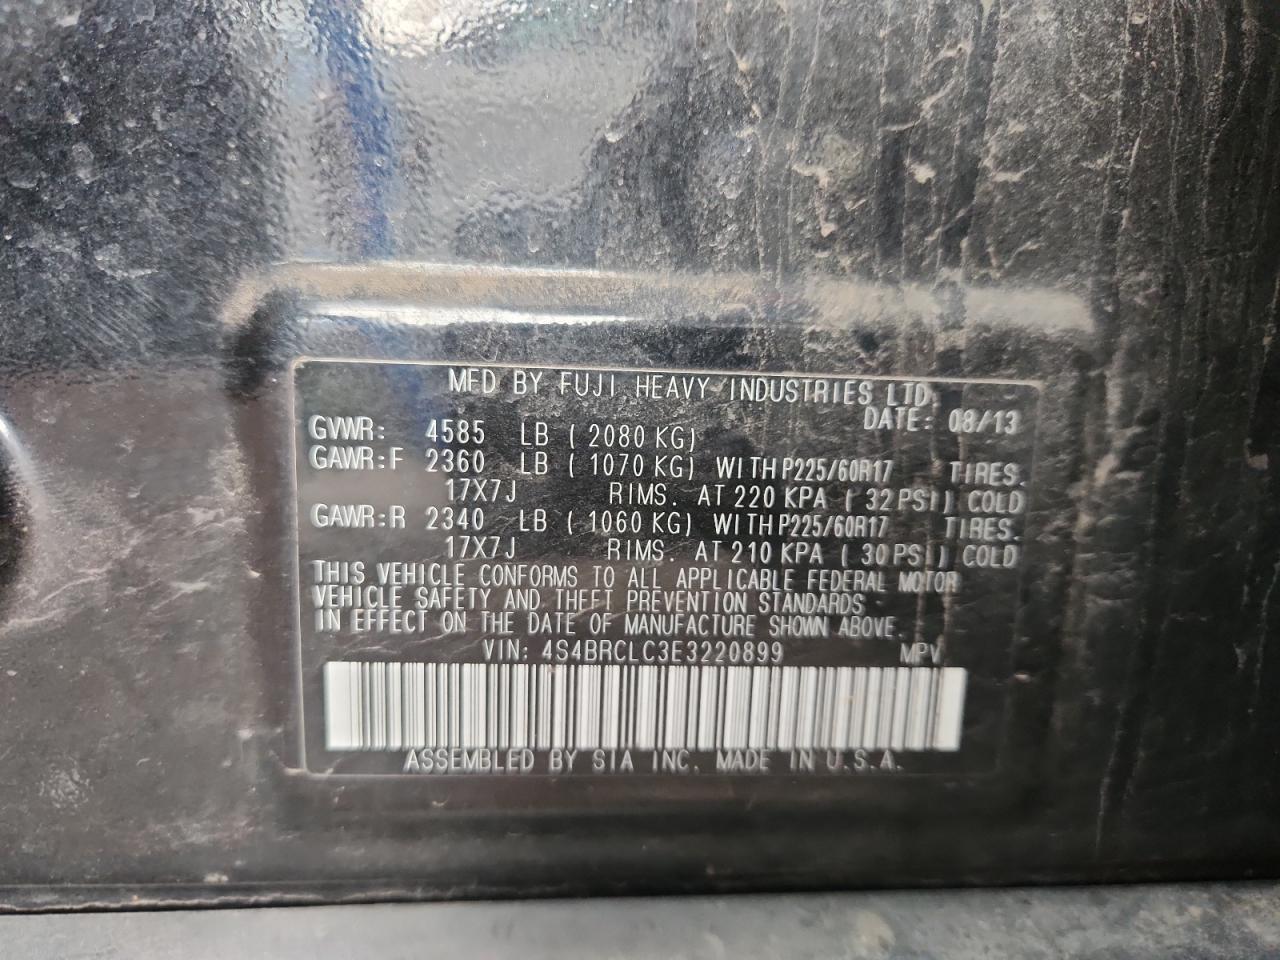 MFD BY FUJI HEAVY INDUSTRIES LTD.
DATE: 08/13
GVWR: 4585 LB ( 2080 KG)
GAWR:F 2360 LB ( 1070 KG) WITH P225/60R17 TIRES.
17X7J RIMS. AT 220 KPA ( 32 PSI) COLD
GAWR:R 2340 LB ( 1060 KG) WITH P225/60R17 TIRES.
17X7J RIMS. AT 210 KPA ( 30 PSI) COLD
THIS VEHICLE CONFORMS TO ALL APPLICABLE FEDERAL MOTOR
VEHICLE SAFETY AND THEFT PREVENTION STANDARDS
IN EFFECT ON THE DATE OF MANUFACTURE SHOWN ABOVE.
VIN: 4S4BRCLC3E3220899 MPV
ASSEMBLED BY SIA INC. MADE IN U.S.A.